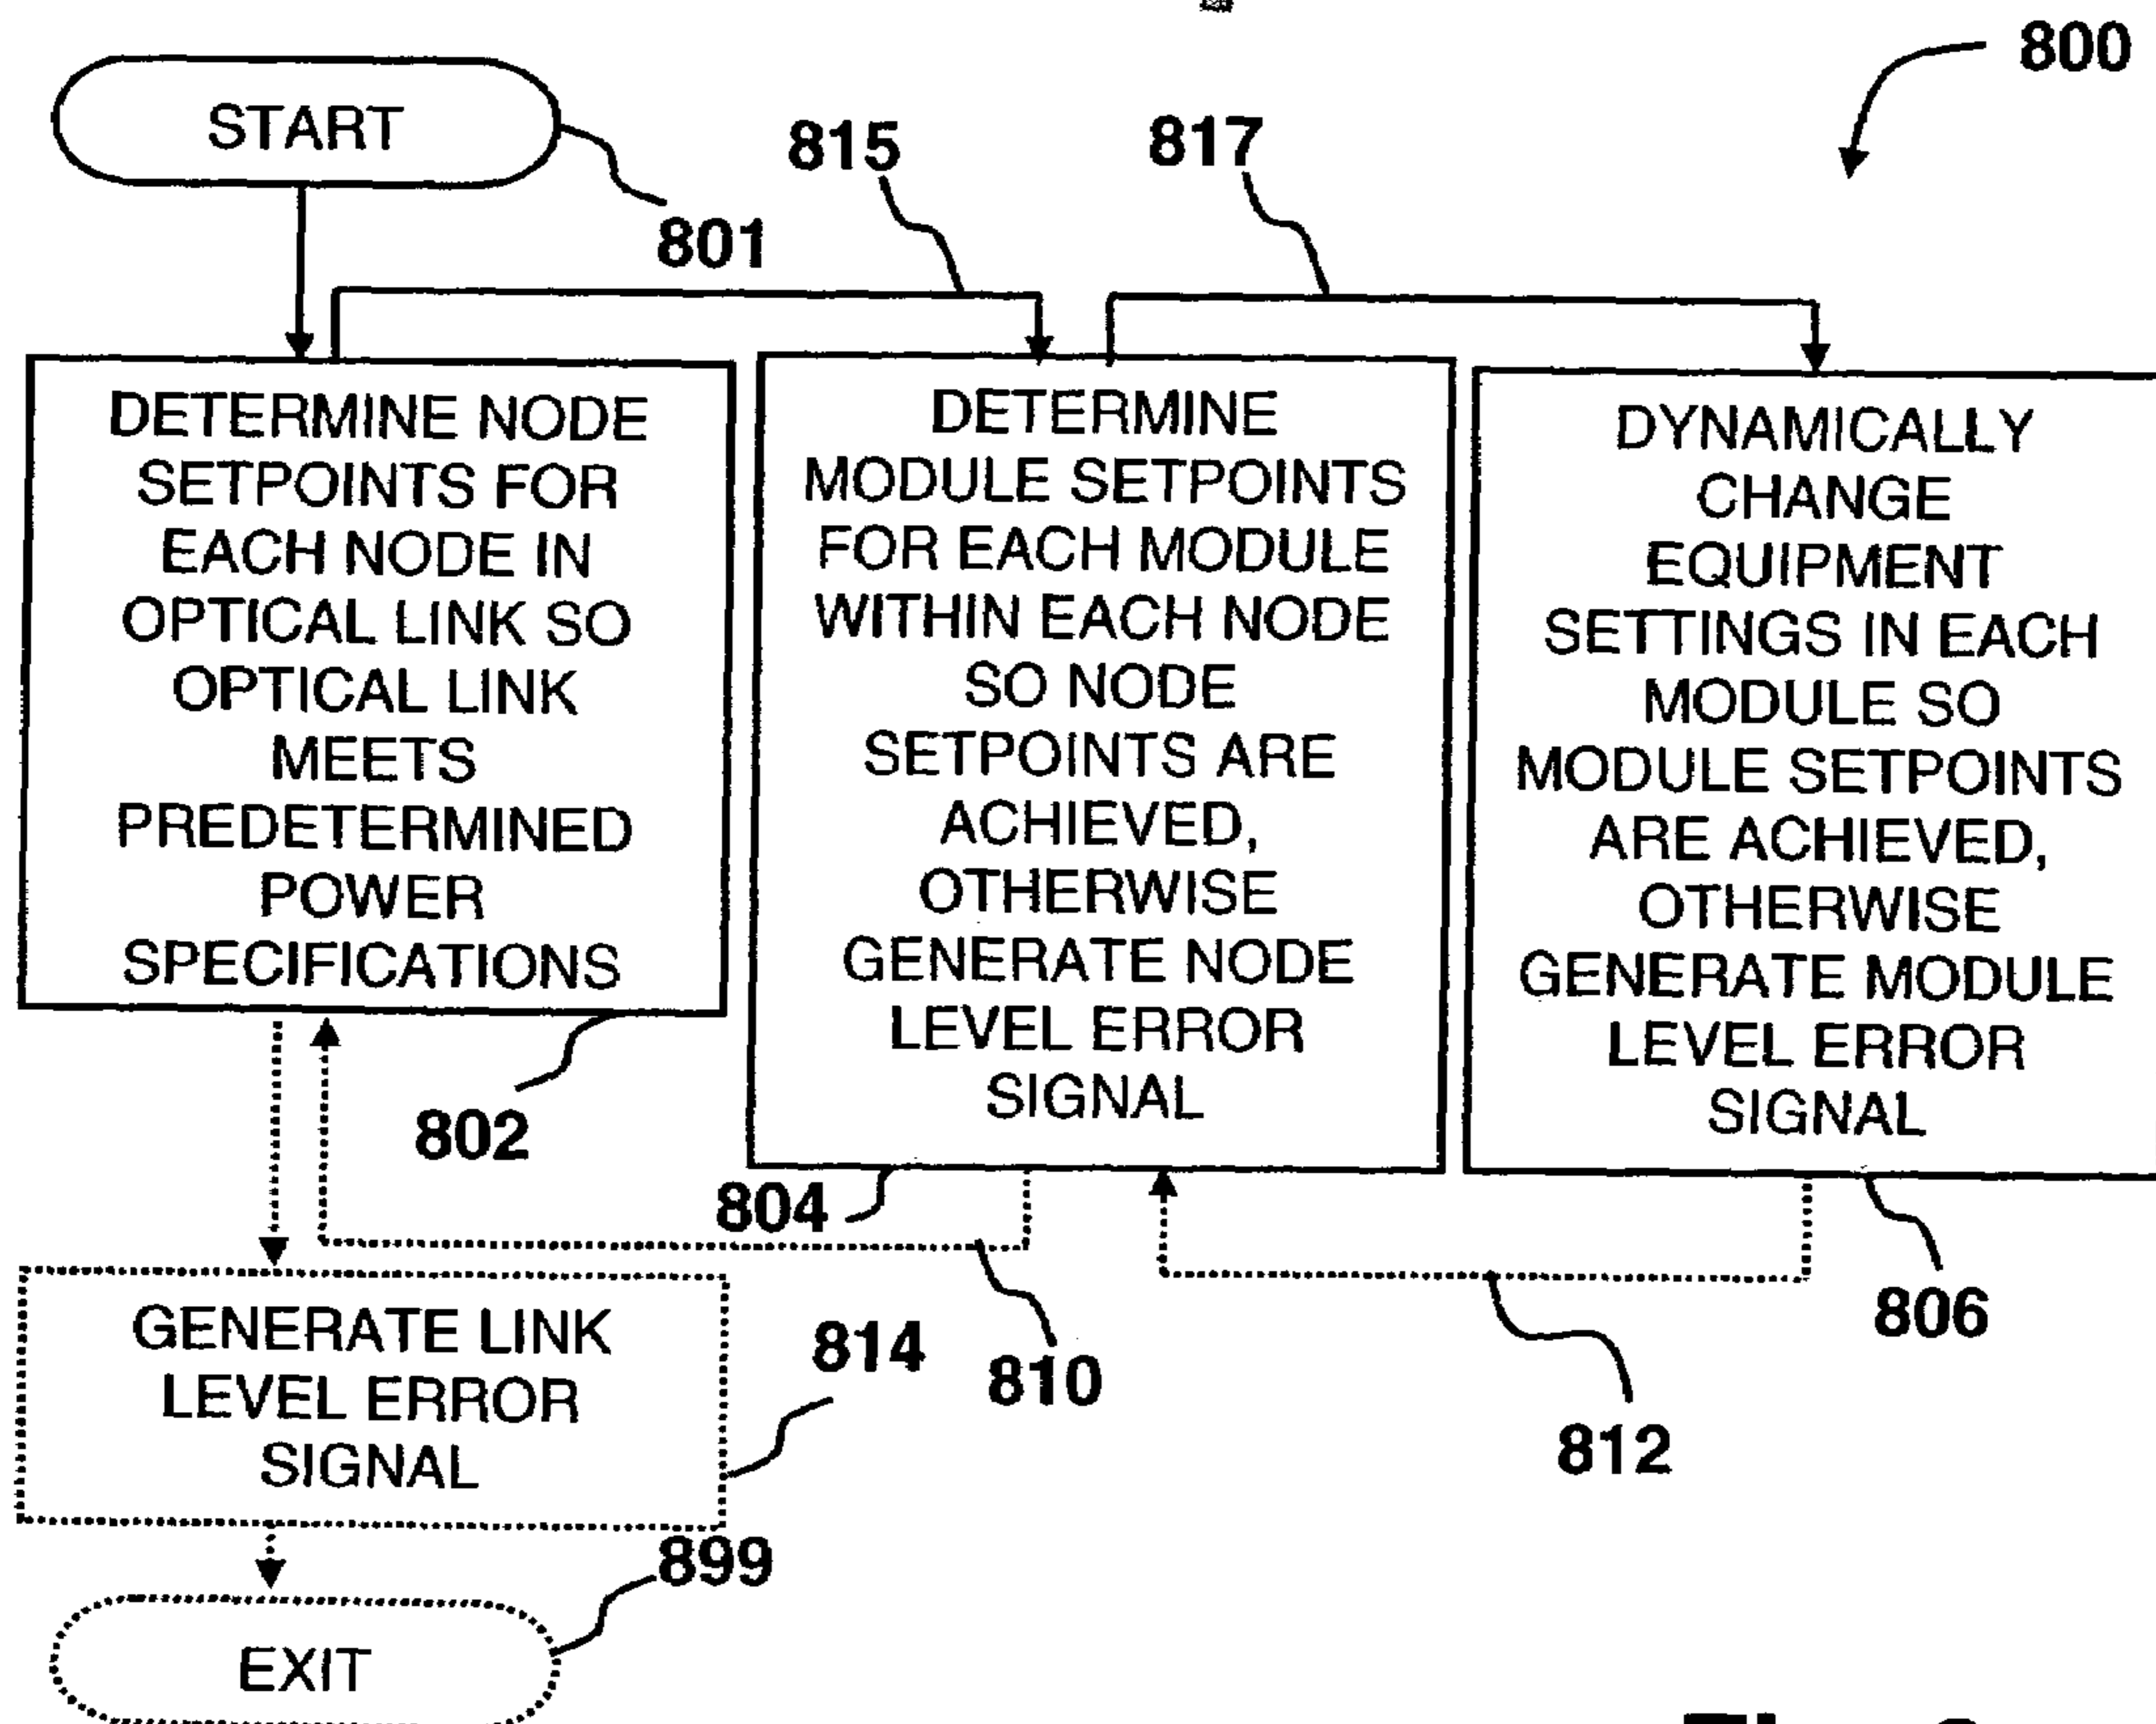 800
START
815
817
801
DETERMINE NODE
SETPOINTS FOR
EACH NODE IN
OPTICAL LINK SO
OPTICAL LINK
MEETS
PREDETERMINED
POWER
SPECIFICATIONS
DETERMINE
MODULE SETPOINTS
FOR EACH MODULE
WITHIN EACH NODE
SO NODE
SETPOINTS ARE
ACHIEVED,
OTHERWISE
GENERATE NODE
LEVEL ERROR
SIGNAL
DYNAMICALLY
CHANGE
EQUIPMENT
SETTINGS IN EACH
MODULE SO
MODULE SETPOINTS
ARE ACHIEVED,
OTHERWISE
GENERATE MODULE
LEVEL ERROR
SIGNAL
802
804
806
GENERATE LINK
LEVEL ERROR
SIGNAL
814
810
812
899
EXIT